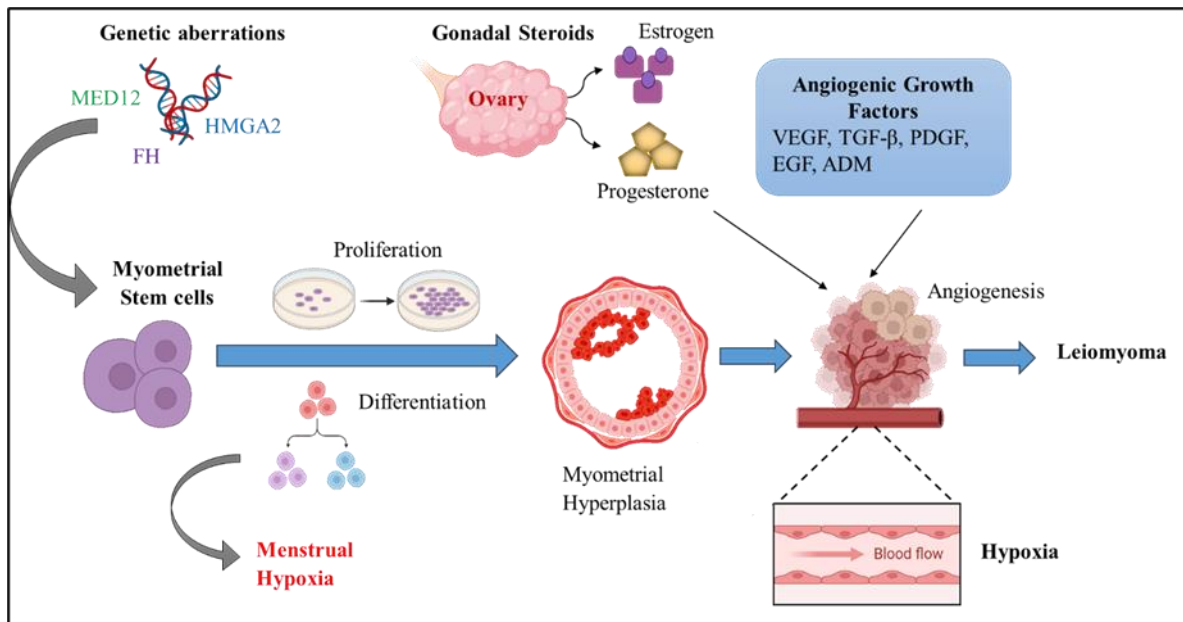 Genetic aberrations
MED12
HMGA2
FH
Gonadal Steroids
Estrogen
Ovary
Progesterone
Angiogenic Growth
Factors
VEGF, TGF-β, PDGF,
EGF, ADM
Myometrial
Stem cells
Proliferation
Differentiation
Menstrual
Hypoxia
Myometrial
Hyperplasia
Angiogenesis
Leiomyoma
Blood flow
Hypoxia